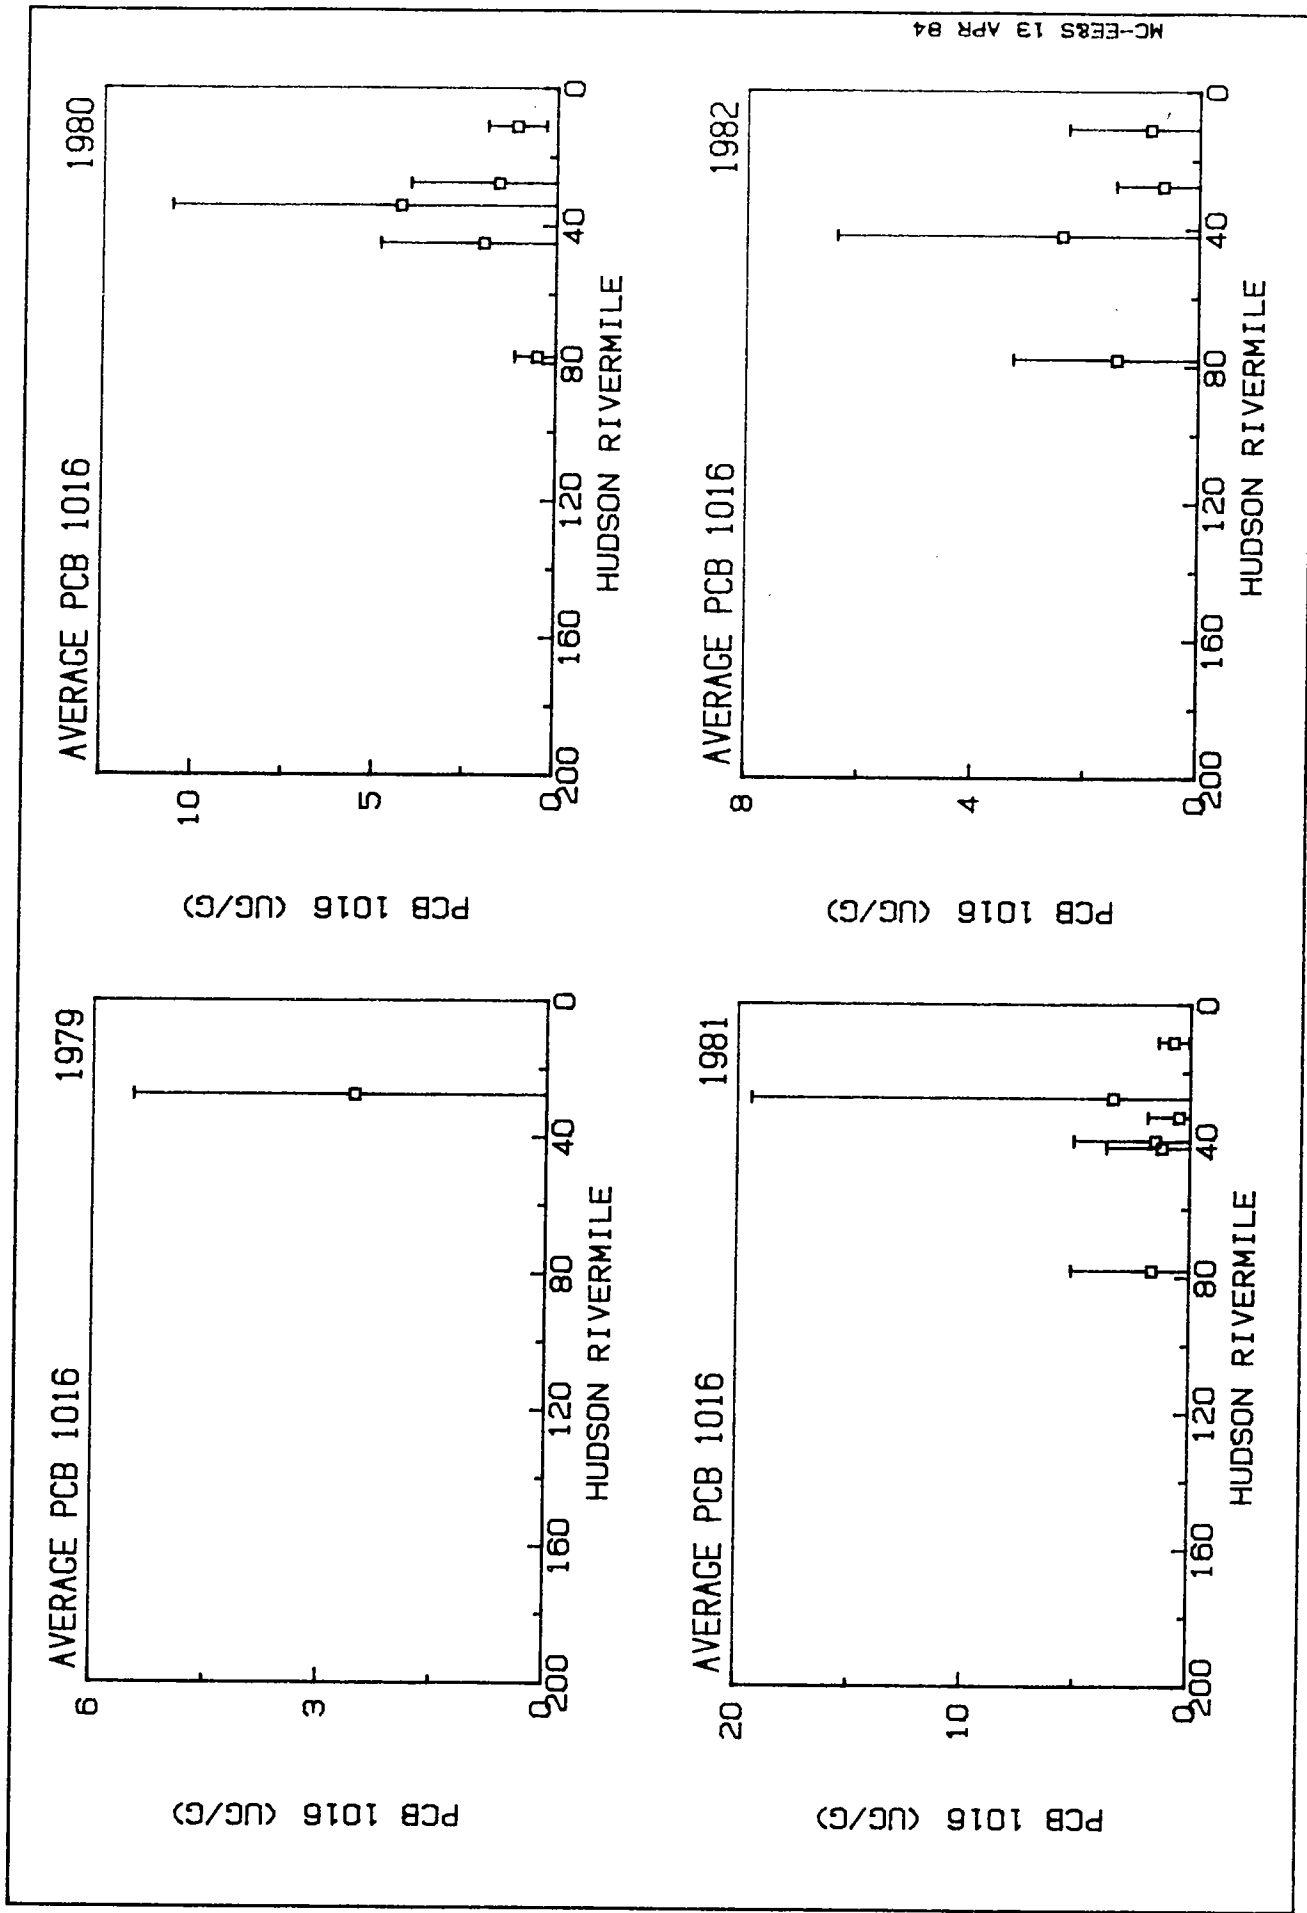 AVERAGE PCB 1016 1979
6
3
0
200 160 120 80 40 0
HUDSON RIVERMILE
PCB 1016 (UG/G)
AVERAGE PCB 1016 1980
10
5
0
200 160 120 80 40 0
HUDSON RIVERMILE
PCB 1016 (UG/G)
AVERAGE PCB 1016 1981
20
10
0
200 160 120 80 40 0
HUDSON RIVERMILE
PCB 1016 (UG/G)
AVERAGE PCB 1016 1982
8
4
0
200 160 120 80 40 0
HUDSON RIVERMILE
PCB 1016 (UG/G)
MC-EE&S 13 APR 84